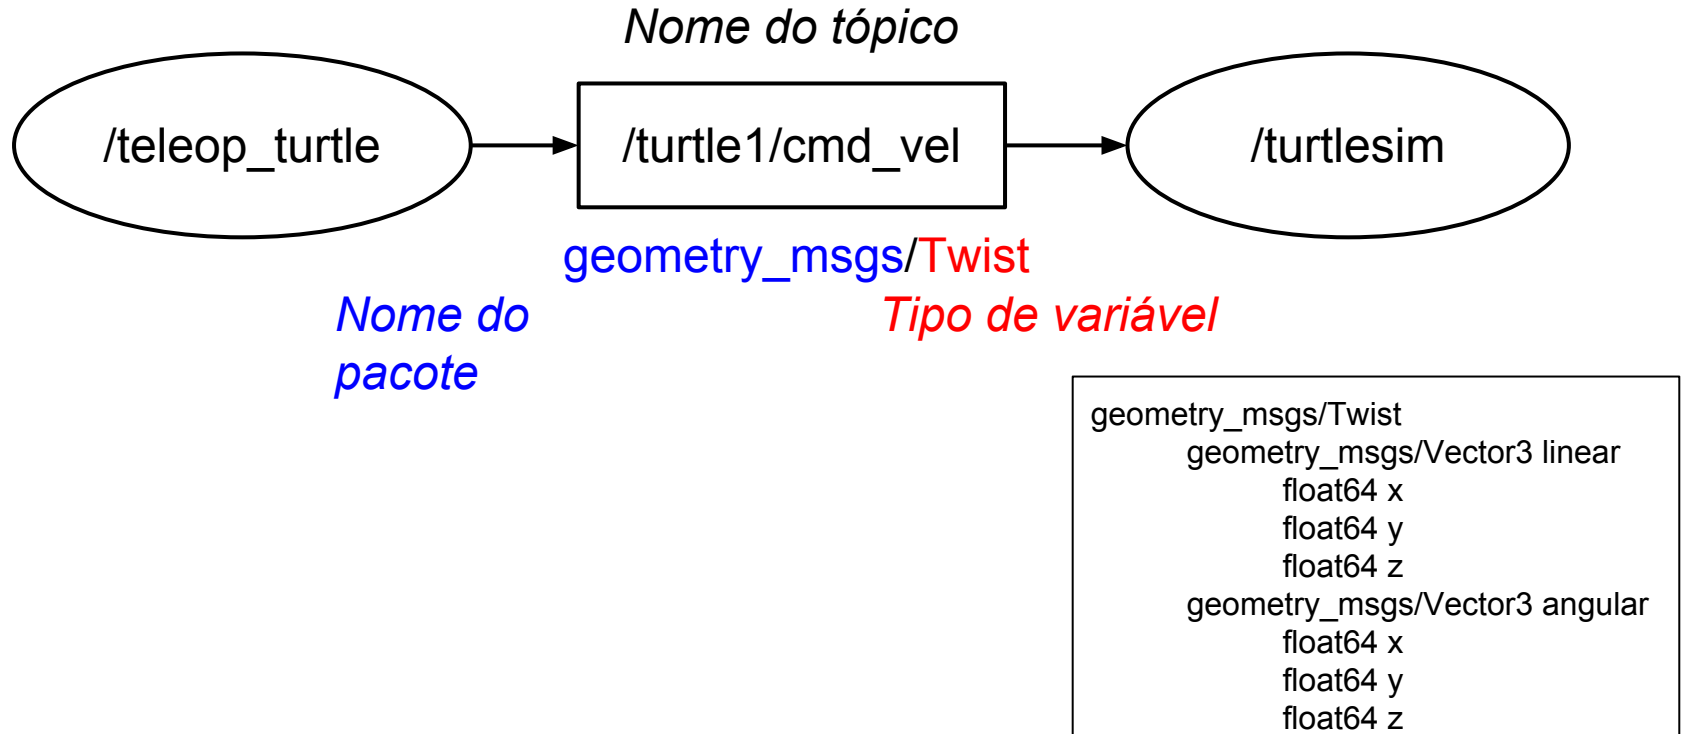 Nome do tópico
/teleop_turtle
/turtle1/cmd_vel
/turtlesim
geometry_msgs/Twist
Nome do
pacote
Tipo de variável
geometry_msgs/Twist
geometry_msgs/Vector3 linear
float64 x
float64 y
float64 z
geometry_msgs/Vector3 angular
float64 x
float64 y
float64 z